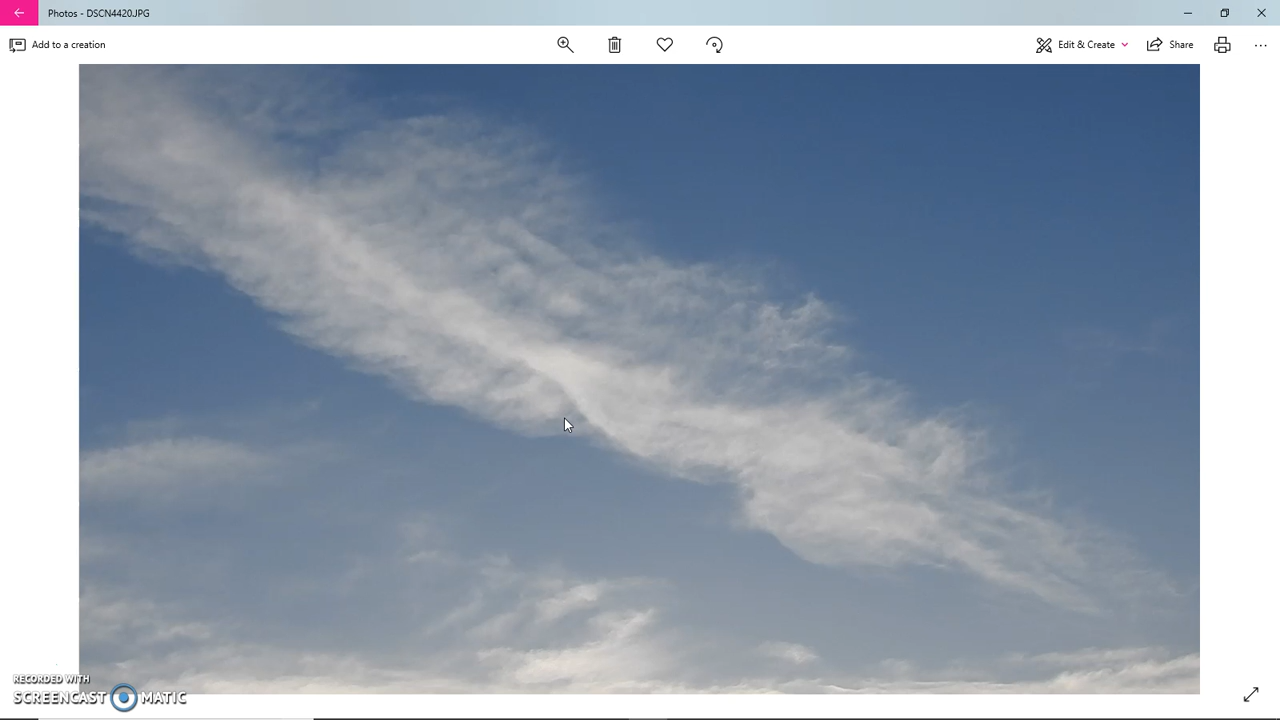 Photos - DSCN4420.JPG
Add to a creation
Edit & Create
Share
RECORDED WITH
SCREENCAST MATIC